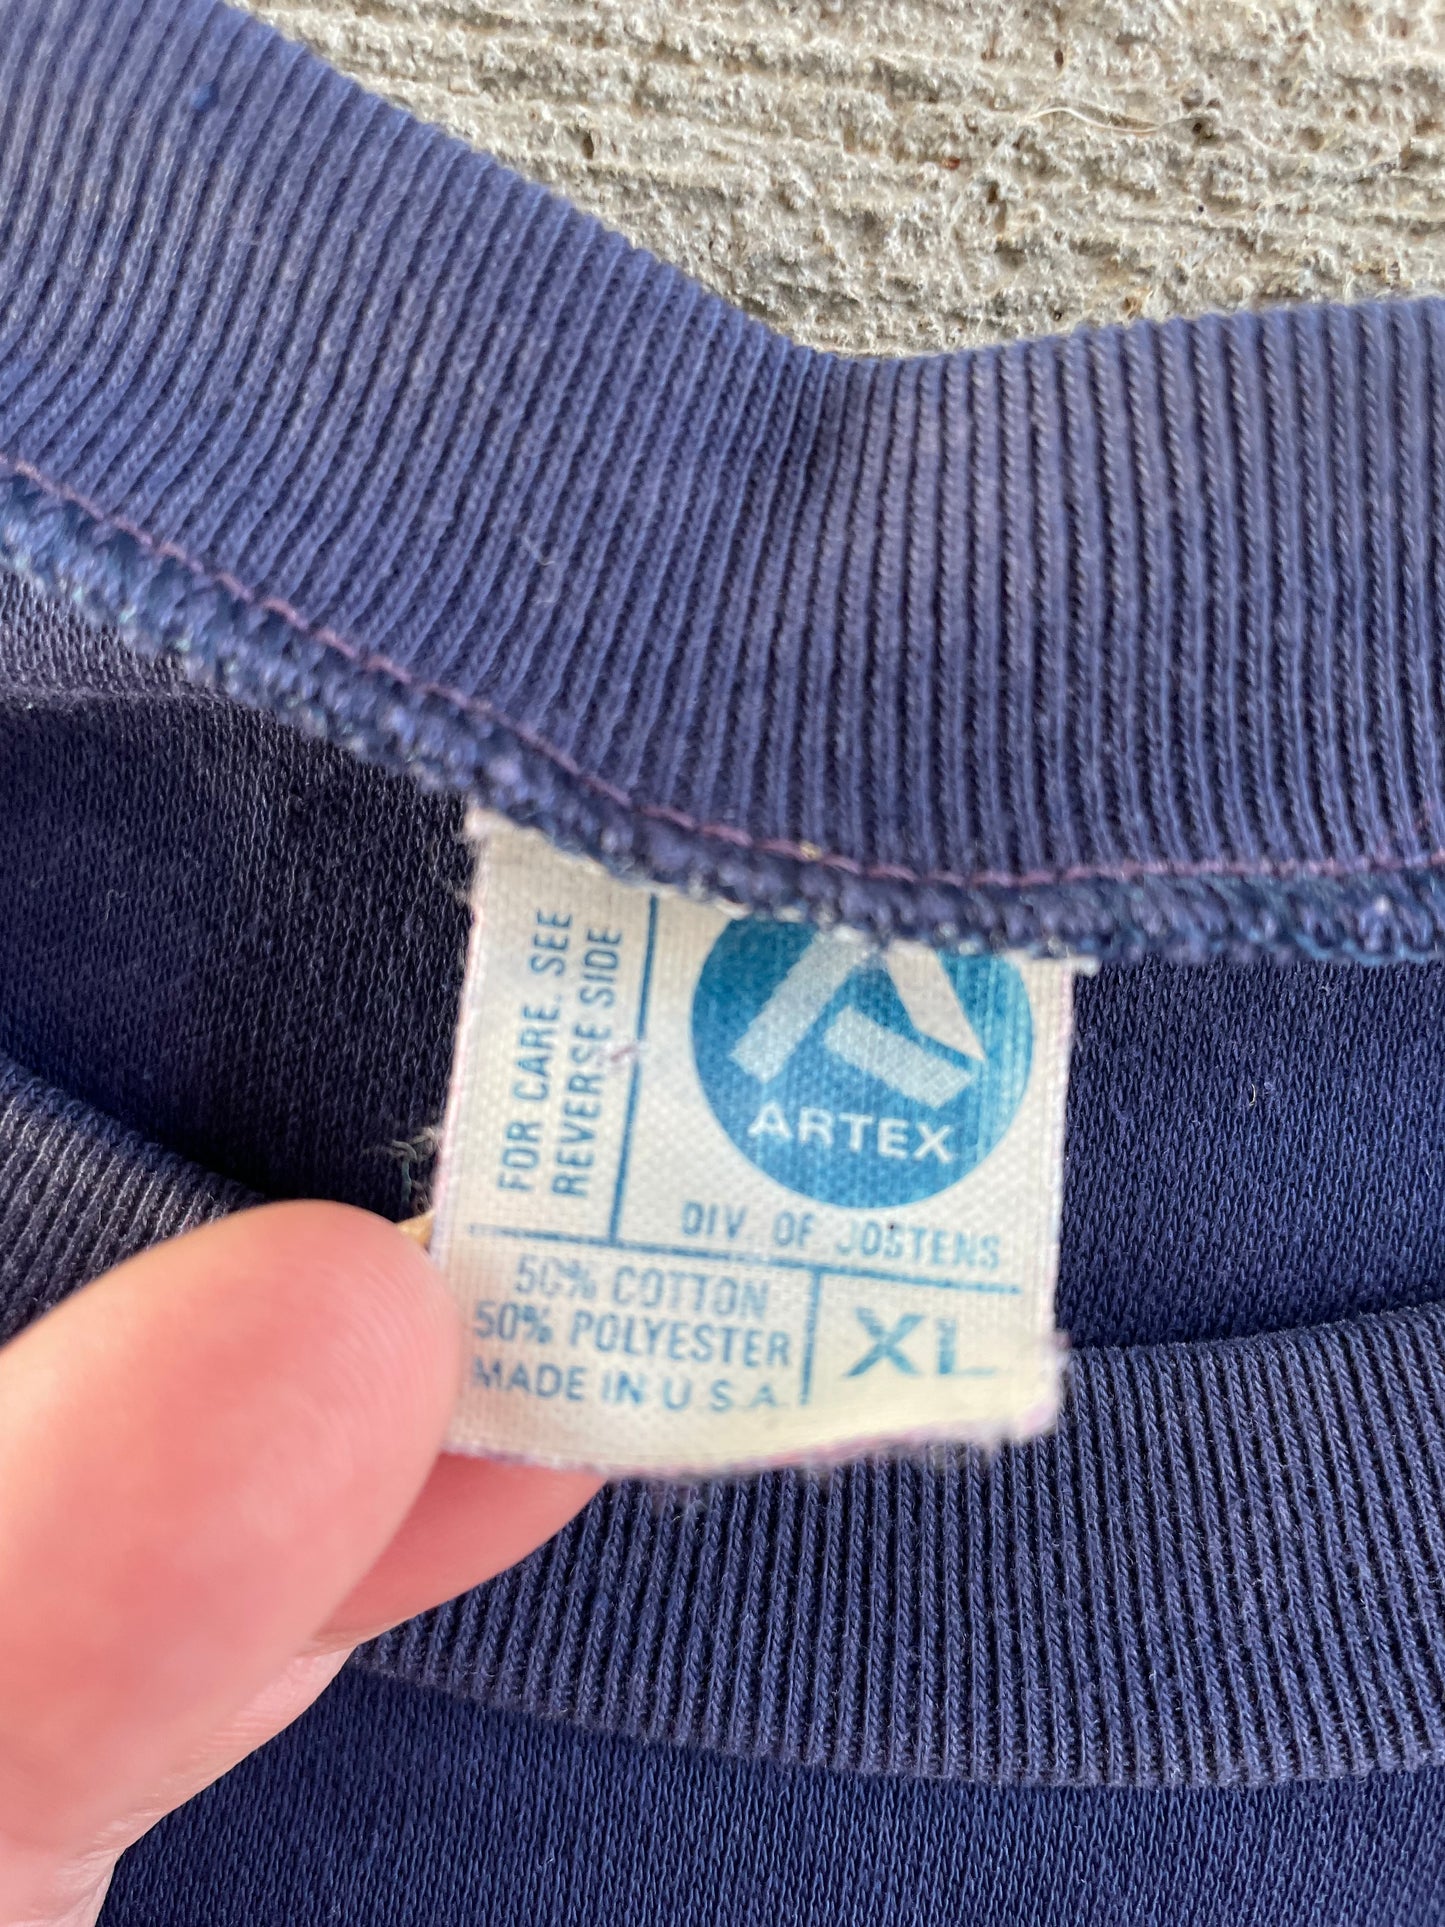 FOR CARE. SEE
REVERSE SIDE
ARTEX
DIV OF JOSTENS
50% COTTON
50% POLYESTER
MADE IN U S A
XL